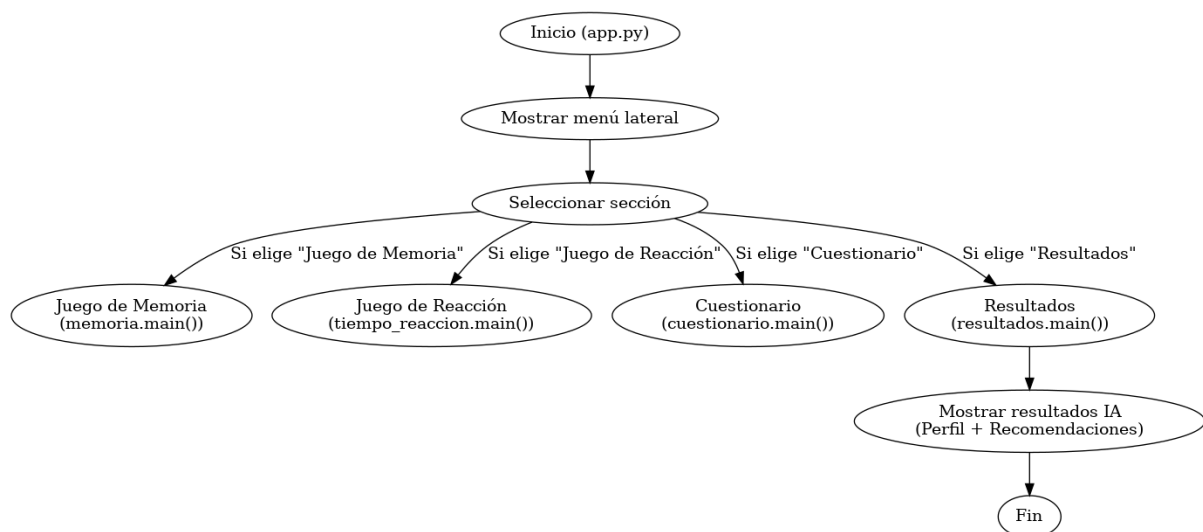 Inicio (app.py)
Mostrar menú lateral
Seleccionar sección
Si elige "Juego de Memoria"
Si elige "Juego de Reacción"
Si elige "Cuestionario"
Si elige "Resultados"
Juego de Memoria
(memoria.main())
Juego de Reacción
(tiempo_reaccion.main())
Cuestionario
(cuestionario.main())
Resultados
(resultados.main())
Mostrar resultados IA
(Perfil + Recomendaciones)
Fin